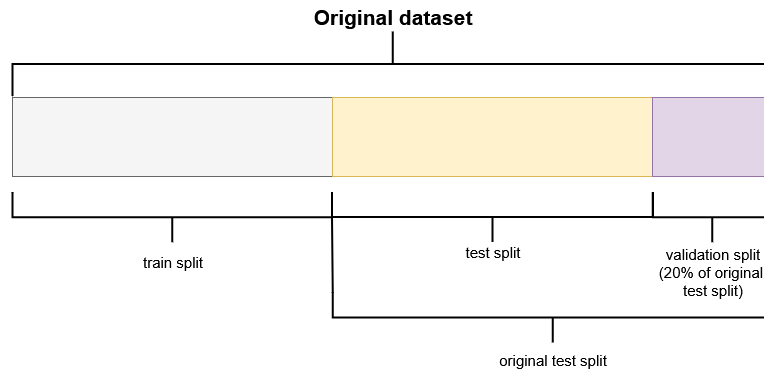 Original dataset
train split
test split
validation split
(20% of original
test split)
original test split